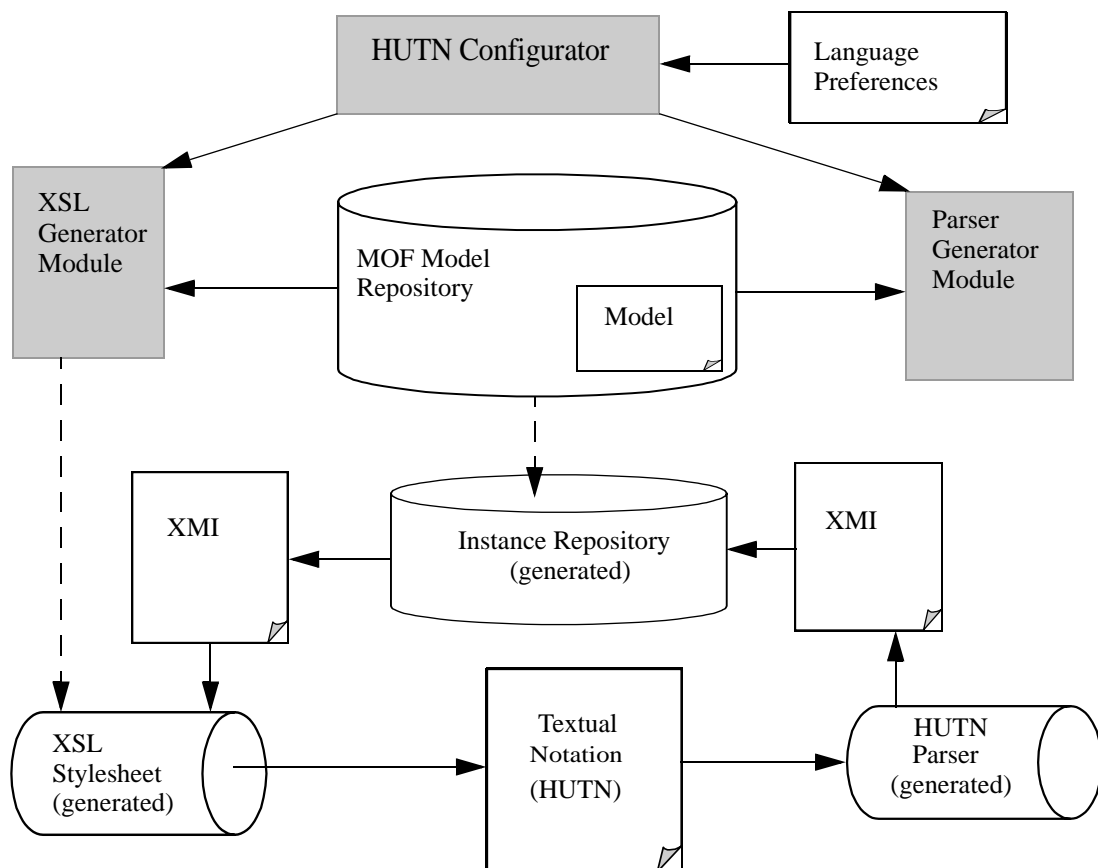 HUTN Configurator
Language
Preferences
XSL
Generator
Module
MOF Model
Repository
Model
Parser
Generator
Module
XMI
Instance Repository
(generated)
XMI
XSL
Stylesheet
(generated)
Textual
Notation
(HUTN)
HUTN
Parser
(generated)